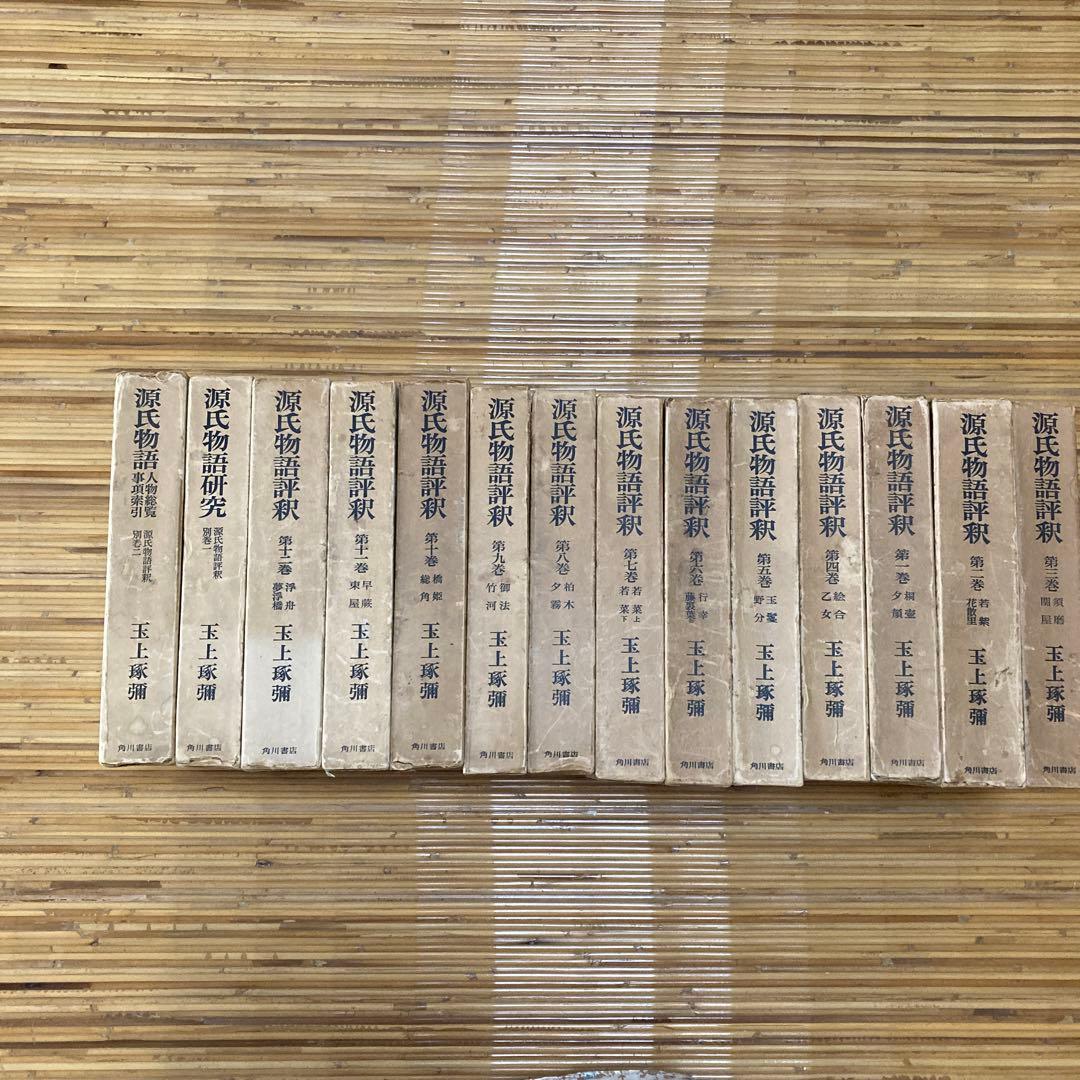 源氏物語 人物総覧
事項索引
源氏物語評釈
別巻二
玉上琢彌
角川書店
源氏物語研究
源氏物語評釈
別巻一
玉上琢彌
角川書店
源氏物語評釈
第十二巻
浮舟
夢浮橋
玉上琢彌
角川書店
源氏物語評釈
第十一巻
早蕨
東屋
玉上琢彌
角川書店
源氏物語評釈
第十巻
橋姫
総角
玉上琢彌
角川書店
源氏物語評釈
第九巻
御法
竹河
玉上琢彌
角川書店
源氏物語評釈
第八巻
柏木
夕霧
玉上琢彌
角川書店
源氏物語評釈
第七巻
若菜上
若菜下
玉上琢彌
角川書店
源氏物語評釈
第六巻
行幸
藤裏葉
玉上琢彌
角川書店
源氏物語評釈
第五巻
玉鬘
野分
玉上琢彌
角川書店
源氏物語評釈
第四巻
絵合
乙女
玉上琢彌
角川書店
源氏物語評釈
第一巻
桐壺
夕顔
玉上琢彌
角川書店
源氏物語評釈
第二巻
若紫
花散里
玉上琢彌
角川書店
源氏物語評釈
第三巻
須磨
関屋
玉上琢彌
角川書店